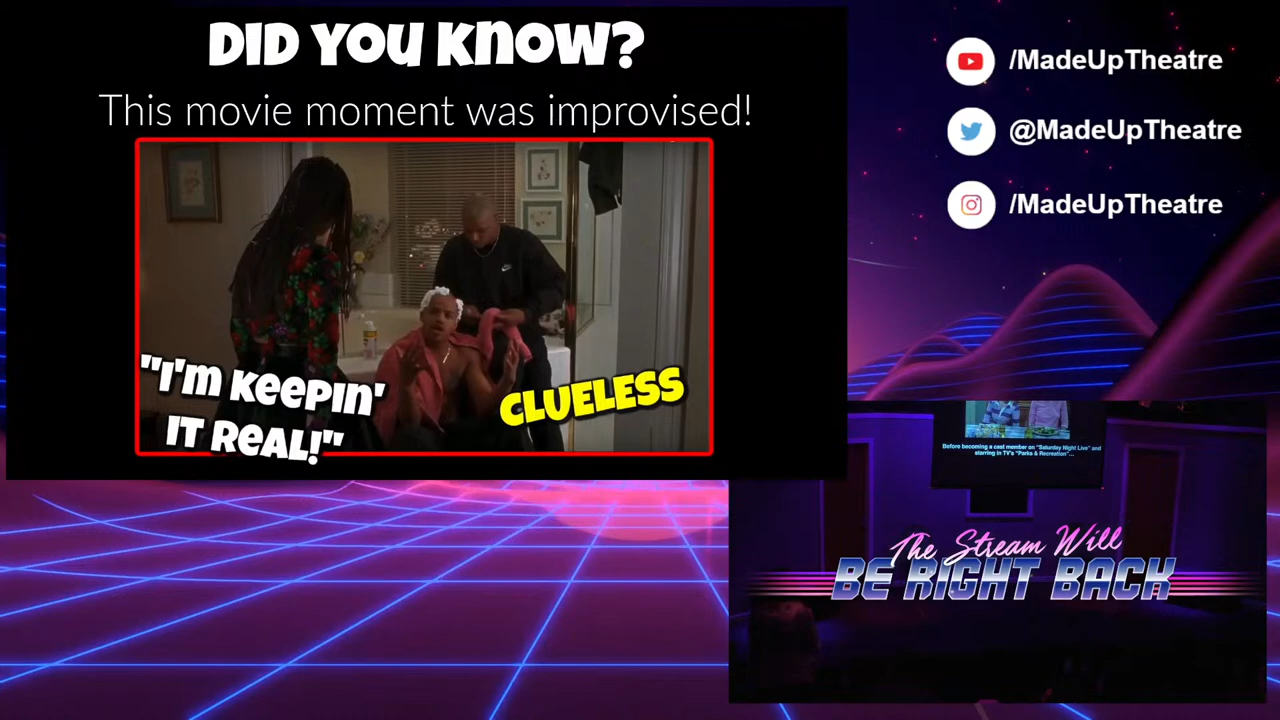 DID YOU KNOW?
This movie moment was improvised!
"I'M KEEPIN'
IT REAL!"
CLUELESS
/MadeUpTheatre
@MadeUpTheatre
/MadeUpTheatre
Before becoming a cast member on "Saturday Night Live" and
starring in TV's "Parks & Recreation"...
The Stream Will
BE RIGHT BACK